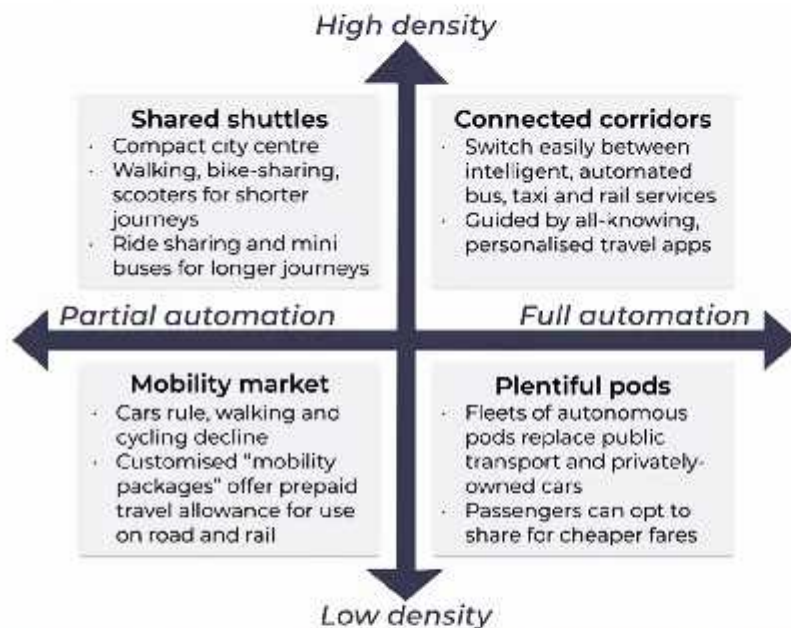 High density
Shared shuttles
· Compact city centre
· Walking, bike-sharing,
scooters for shorter
journeys
· Ride sharing and mini
buses for longer journeys
Connected corridors
· Switch easily between
intelligent, automated
bus, taxi and rail services
· Guided by all-knowing,
personalised travel apps
Partial automation
Full automation
Mobility market
· Cars rule, walking and
cycling decline
· Customised “mobility
packages” offer prepaid
travel allowance for use
on road and rail
Plentiful pods
· Fleets of autonomous
pods replace public
transport and privately-
owned cars
· Passengers can opt to
share for cheaper fares
Low density